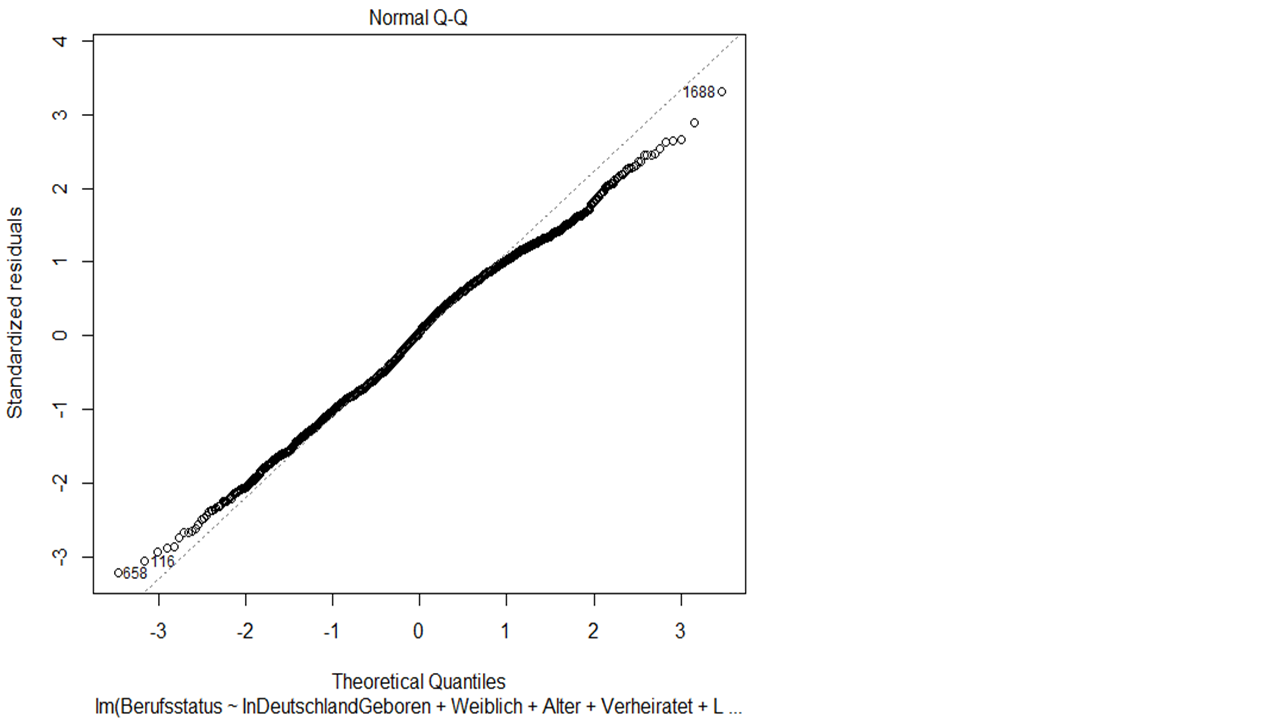 Normal Q-Q
4
3
2
1
0
-1
-2
-3
Standardized residuals
1688
116
658
-3 -2 -1 0 1 2 3
Theoretical Quantiles
lm(Berufsstatus ~ InDeutschlandGeboren + Weiblich + Alter + Verheiratet + L ...